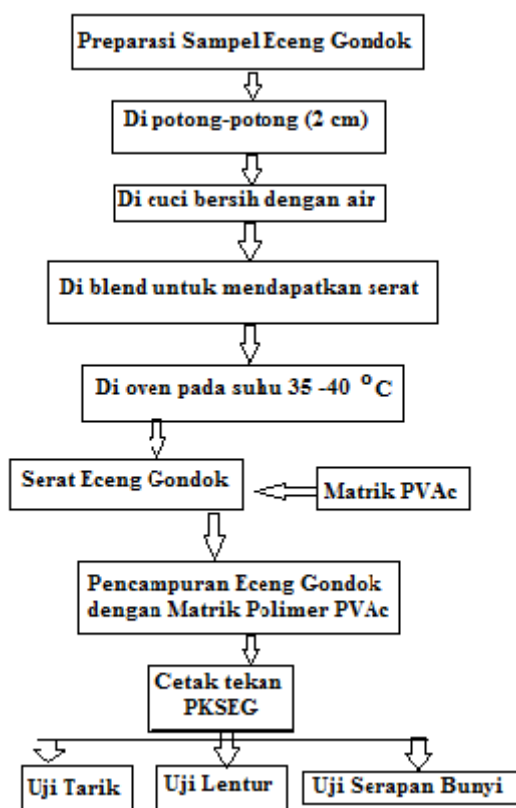 Preparasi Sampel Eceng Gondok
Di potong-potong (2 cm)
Di cuci bersih dengan air
Di blend untuk mendapatkan serat
Di oven pada suhu 35 -40 °C
Serat Eceng Gondok
Matrik PVAc
Pencampuran Eceng Gondok
dengan Matrik Polimer PVAc
Cetak tekan
PKSEG
Uji Tarik
Uji Lentur
Uji Serapan Bunyi